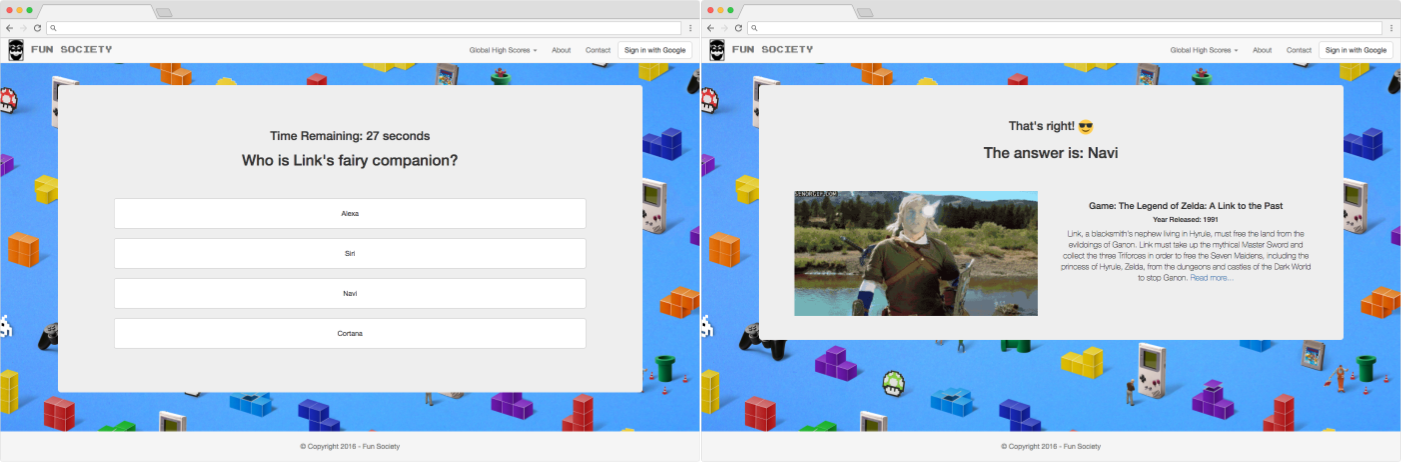 FUN SOCIETY
Global High Scores
About
Contact
Sign in with Google
Time Remaining: 27 seconds
Who is Link's fairy companion?
Alexa
Siri
Navi
Cortana
© Copyright 2016 - Fun Society
FUN SOCIETY
Global High Scores
About
Contact
Sign in with Google
That's right! 😎
The answer is: Navi
Game: The Legend of Zelda: A Link to the Past
Year Released: 1991
Link, a blacksmith's nephew living in Hyrule, must free the land from the
evildoings of Ganon. Link must take up the mythical Master Sword and
collect the three Triforces in order to free the Seven Maidens, including the
princess of Hyrule, Zelda, from the dungeons and castles of the Dark World
to stop Ganon. Read more...
© Copyright 2016 - Fun Society